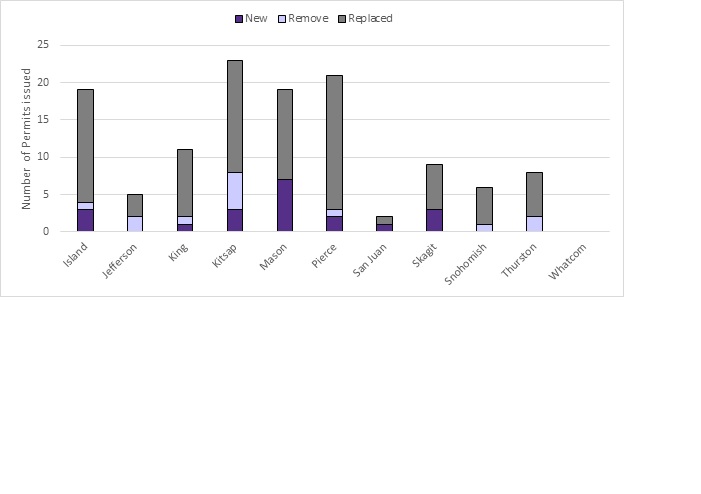 New Remove Replaced
Number of Permits issued
25
20
15
10
5
0
Island
Jefferson
King
Kitsap
Mason
Pierce
San Juan
Skagit
Snohomish
Thurston
Whatcom